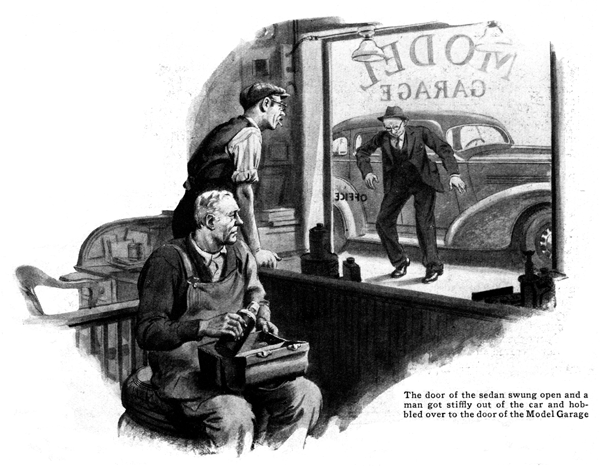 MODEL
GARAGE
OFFICE
The door of the sedan swung open and a
man got stiffly out of the car and hob-
bled over to the door of the Model Garage